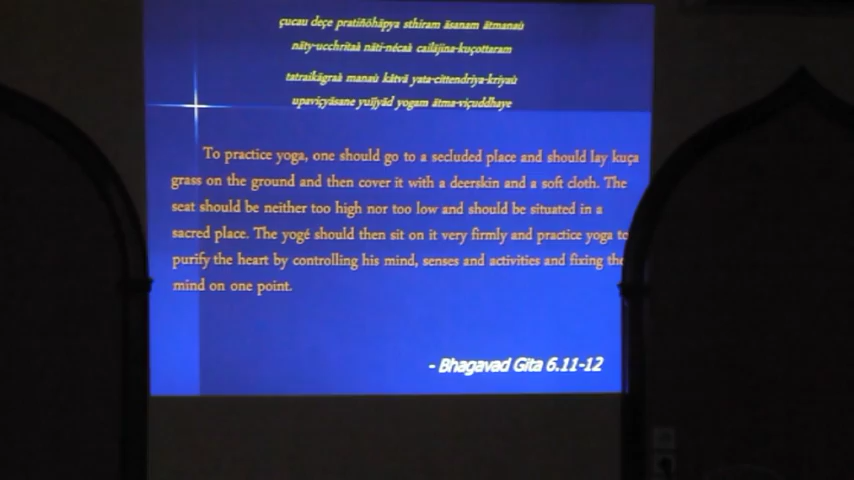 çucau deçe pratiñöhäpya sthiram äsanam ätmanaù
näty-ucchritaà näti-nécaà cailäjina-kuçottaram
tatraikägraà manaù kåtvä yata-cittendriya-kriyaù
upaviçyäsane yuïjyäd yogam ätma-viçuddhaye
To practice yoga, one should go to a secluded place and should lay kuça
grass on the ground and then cover it with a deerskin and a soft cloth. The
seat should be neither too high nor too low and should be situated in a
sacred place. The yogé should then sit on it very firmly and practice yoga to
purify the heart by controlling his mind, senses and activities and fixing the
mind on one point.
- Bhagavad Gita 6.11-12